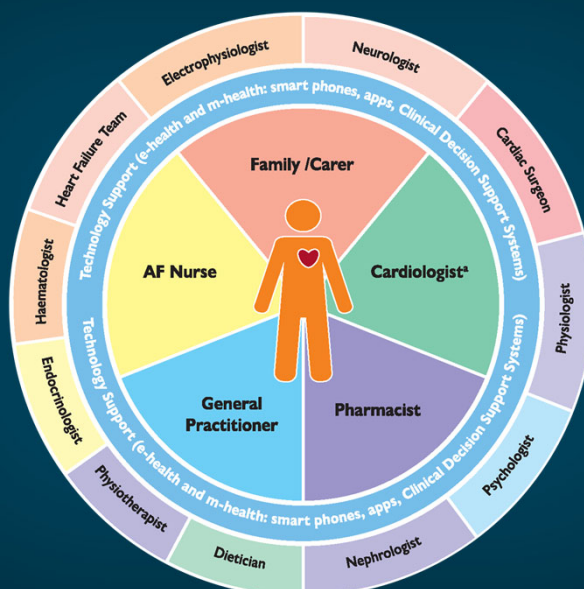 Electrophysiologist
Neurologist
Cardiac Surgeon
Physiologist
Psychologist
Nephrologist
Dietician
Physiotherapist
Endocrinologist
Haematologist
Heart Failure Team
Technology Support (e-health and m-health: smart phones, apps, Clinical Decision Support Systems)
Technology Support (e-health and m-health: smart phones, apps, Clinical Decision Support Systems)
Family /Carer
AF Nurse
Cardiologistª
General
Practitioner
Pharmacist